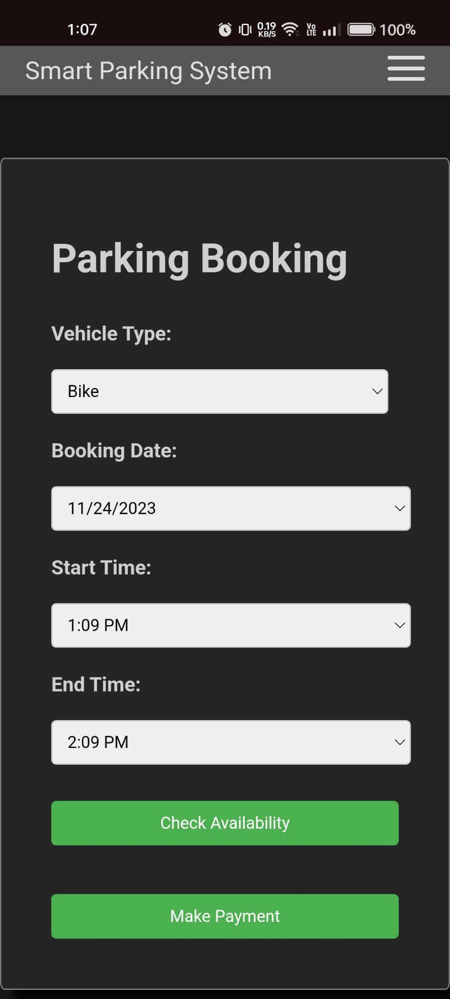 1:07
0.19
KB/S
Vo
LTE
100%
Smart Parking System
Parking Booking
Vehicle Type:
Bike
Booking Date:
11/24/2023
Start Time:
1:09 PM
End Time:
2:09 PM
Check Availability
Make Payment